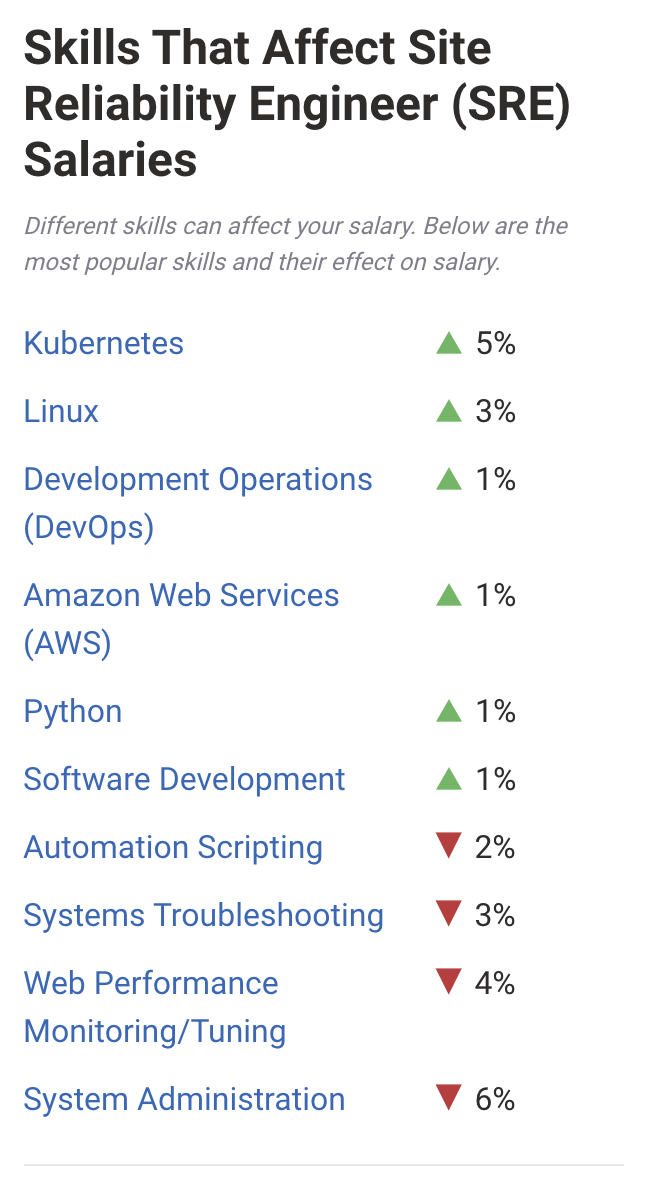 Skills That Affect Site
Reliability Engineer (SRE)
Salaries
Different skills can affect your salary. Below are the
most popular skills and their effect on salary.
Kubernetes ▲ 5%
Linux ▲ 3%
Development Operations ▲ 1%
(DevOps)
Amazon Web Services ▲ 1%
(AWS)
Python ▲ 1%
Software Development ▲ 1%
Automation Scripting ▼ 2%
Systems Troubleshooting ▼ 3%
Web Performance ▼ 4%
Monitoring/Tuning
System Administration ▼ 6%